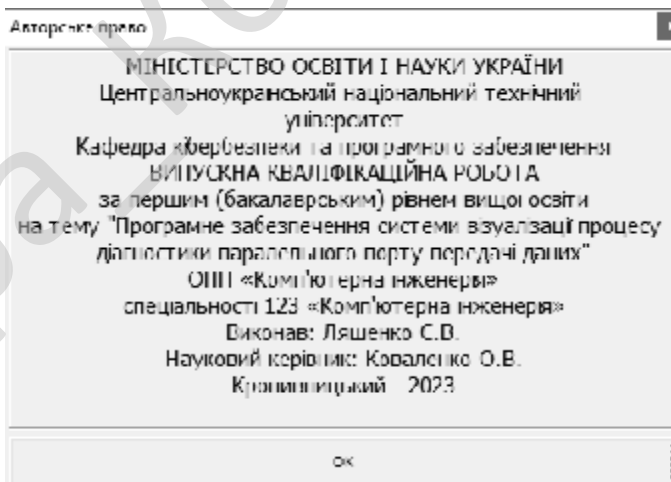 Авторське право
МІНІСТЕРСТВО ОСВІТИ І НАУКИ УКРАЇНИ
Центральноукранський національний технічний
університет
Кафедра кібербезпеки та програмного забезпечення
ВИПУСКНА КВАЛІФІКАЦІЙНА РОБОТА
за першим (бакалаврським) рівнем вищої освіти
на тему "Програмне забезпечення системи візуалізації процесу
діагностики паралельного порту передачі даних"
ОПП «Комп'ютерна інженерія»
спеціальності 123 «Комп'ютерна інженерія»
Виконав: Ляшенко С.В.
Науковий керівник: Коваленко О.В.
Кропивницький - 2023
ОК